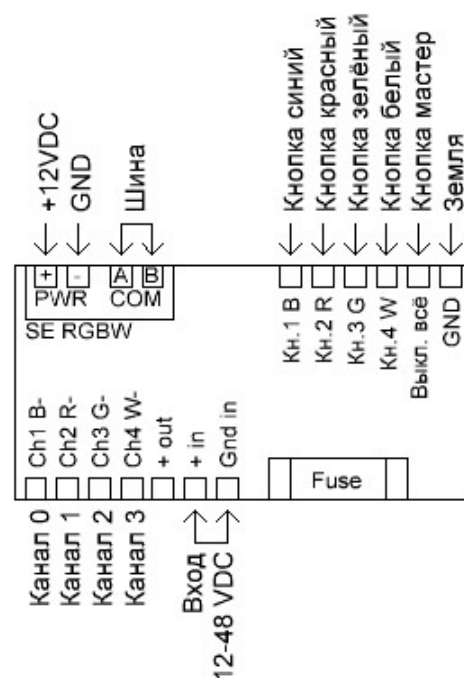 +12VDC
GND
Шина
Кнопка синий
Кнопка красный
Кнопка зелёный
Кнопка белый
Кнопка мастер
Земля
+
-
A
B
PWR
COM
SE RGBW
Кн.1 B
Кн.2 R
Кн.3 G
Кн.4 W
Выкл. всё
GND
Ch1 B-
Ch2 R-
Ch3 G-
Ch4 W-
+ out
+ in
Gnd in
Fuse
Канал 0
Канал 1
Канал 2
Канал 3
Вход
12-48 VDC